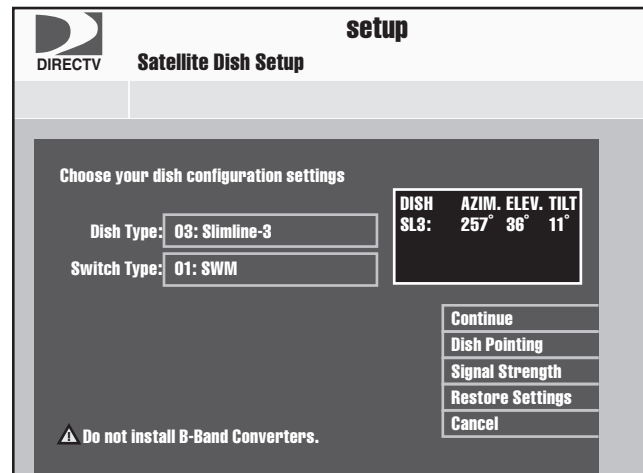 setup
DIRECTV
Satellite Dish Setup
Choose your dish configuration settings
DISH AZIM. ELEV. TILT
SL3: 257° 36° 11°
Dish Type: 03: Slimline-3
Switch Type: 01: SWM
Continue
Dish Pointing
Signal Strength
Restore Settings
Cancel
Do not install B-Band Converters.